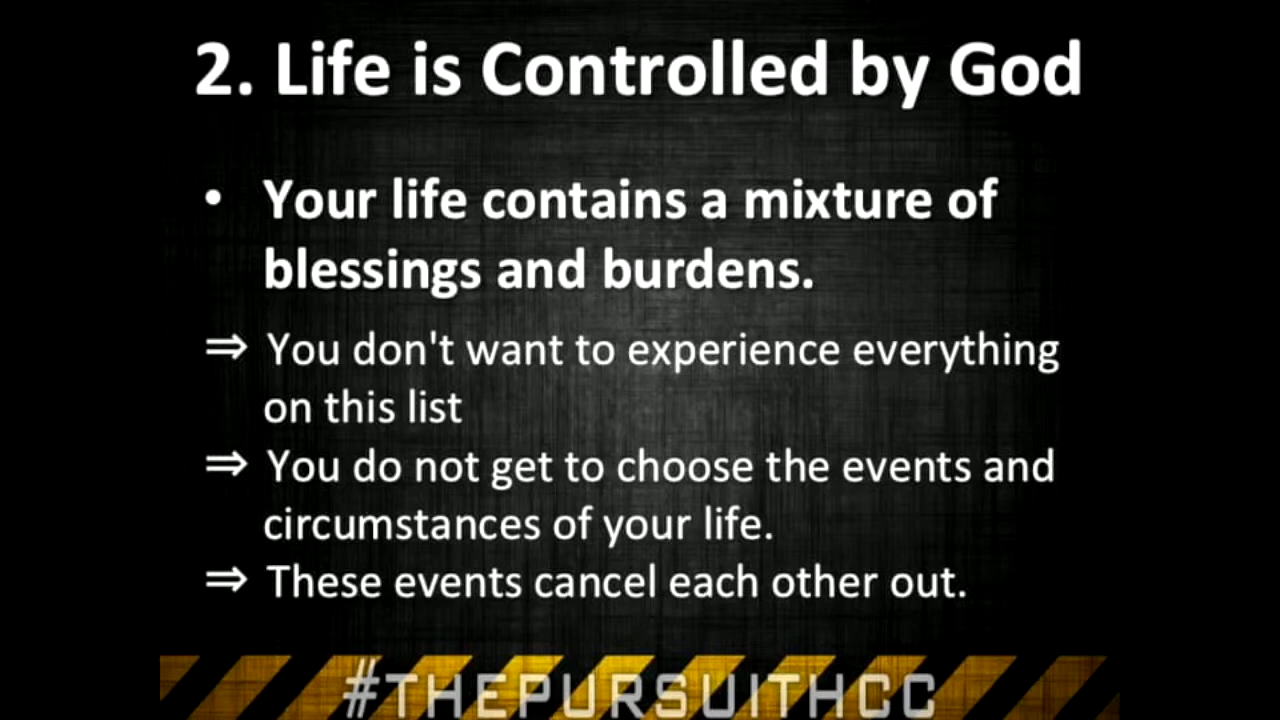 2. Life is Controlled by God
• Your life contains a mixture of
blessings and burdens.
⇒ You don't want to experience everything
on this list
⇒ You do not get to choose the events and
circumstances of your life.
⇒ These events cancel each other out.
#THEPURSUITHCC